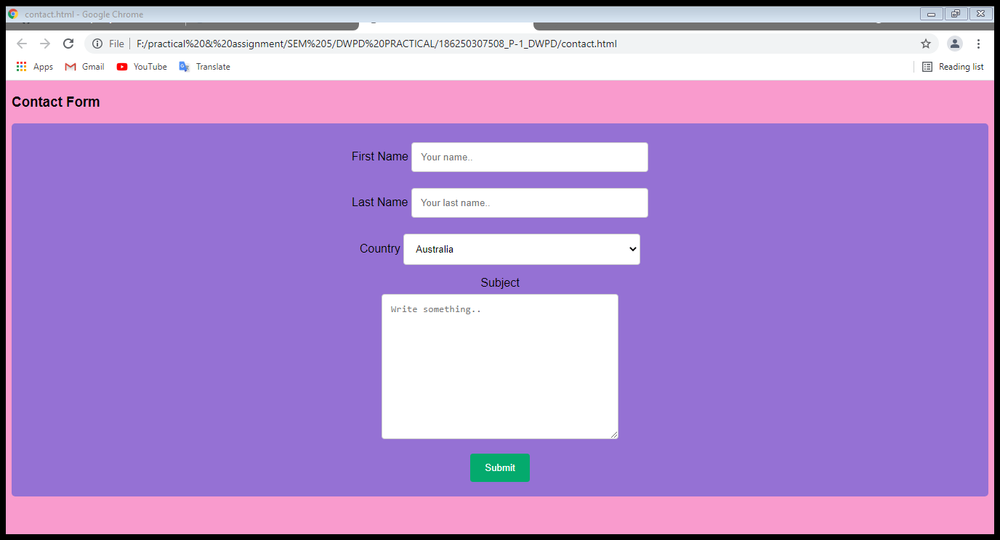 contact.html - Google Chrome
File F:/practical%20&%20assignment/SEM%205/DWPD%20PRACTICAL/186250307508_P-1_DWPD/contact.html
Apps Gmail YouTube Translate Reading list
Contact Form
First Name Your name..
Last Name Your last name..
Country Australia
Subject
Write something..
Submit